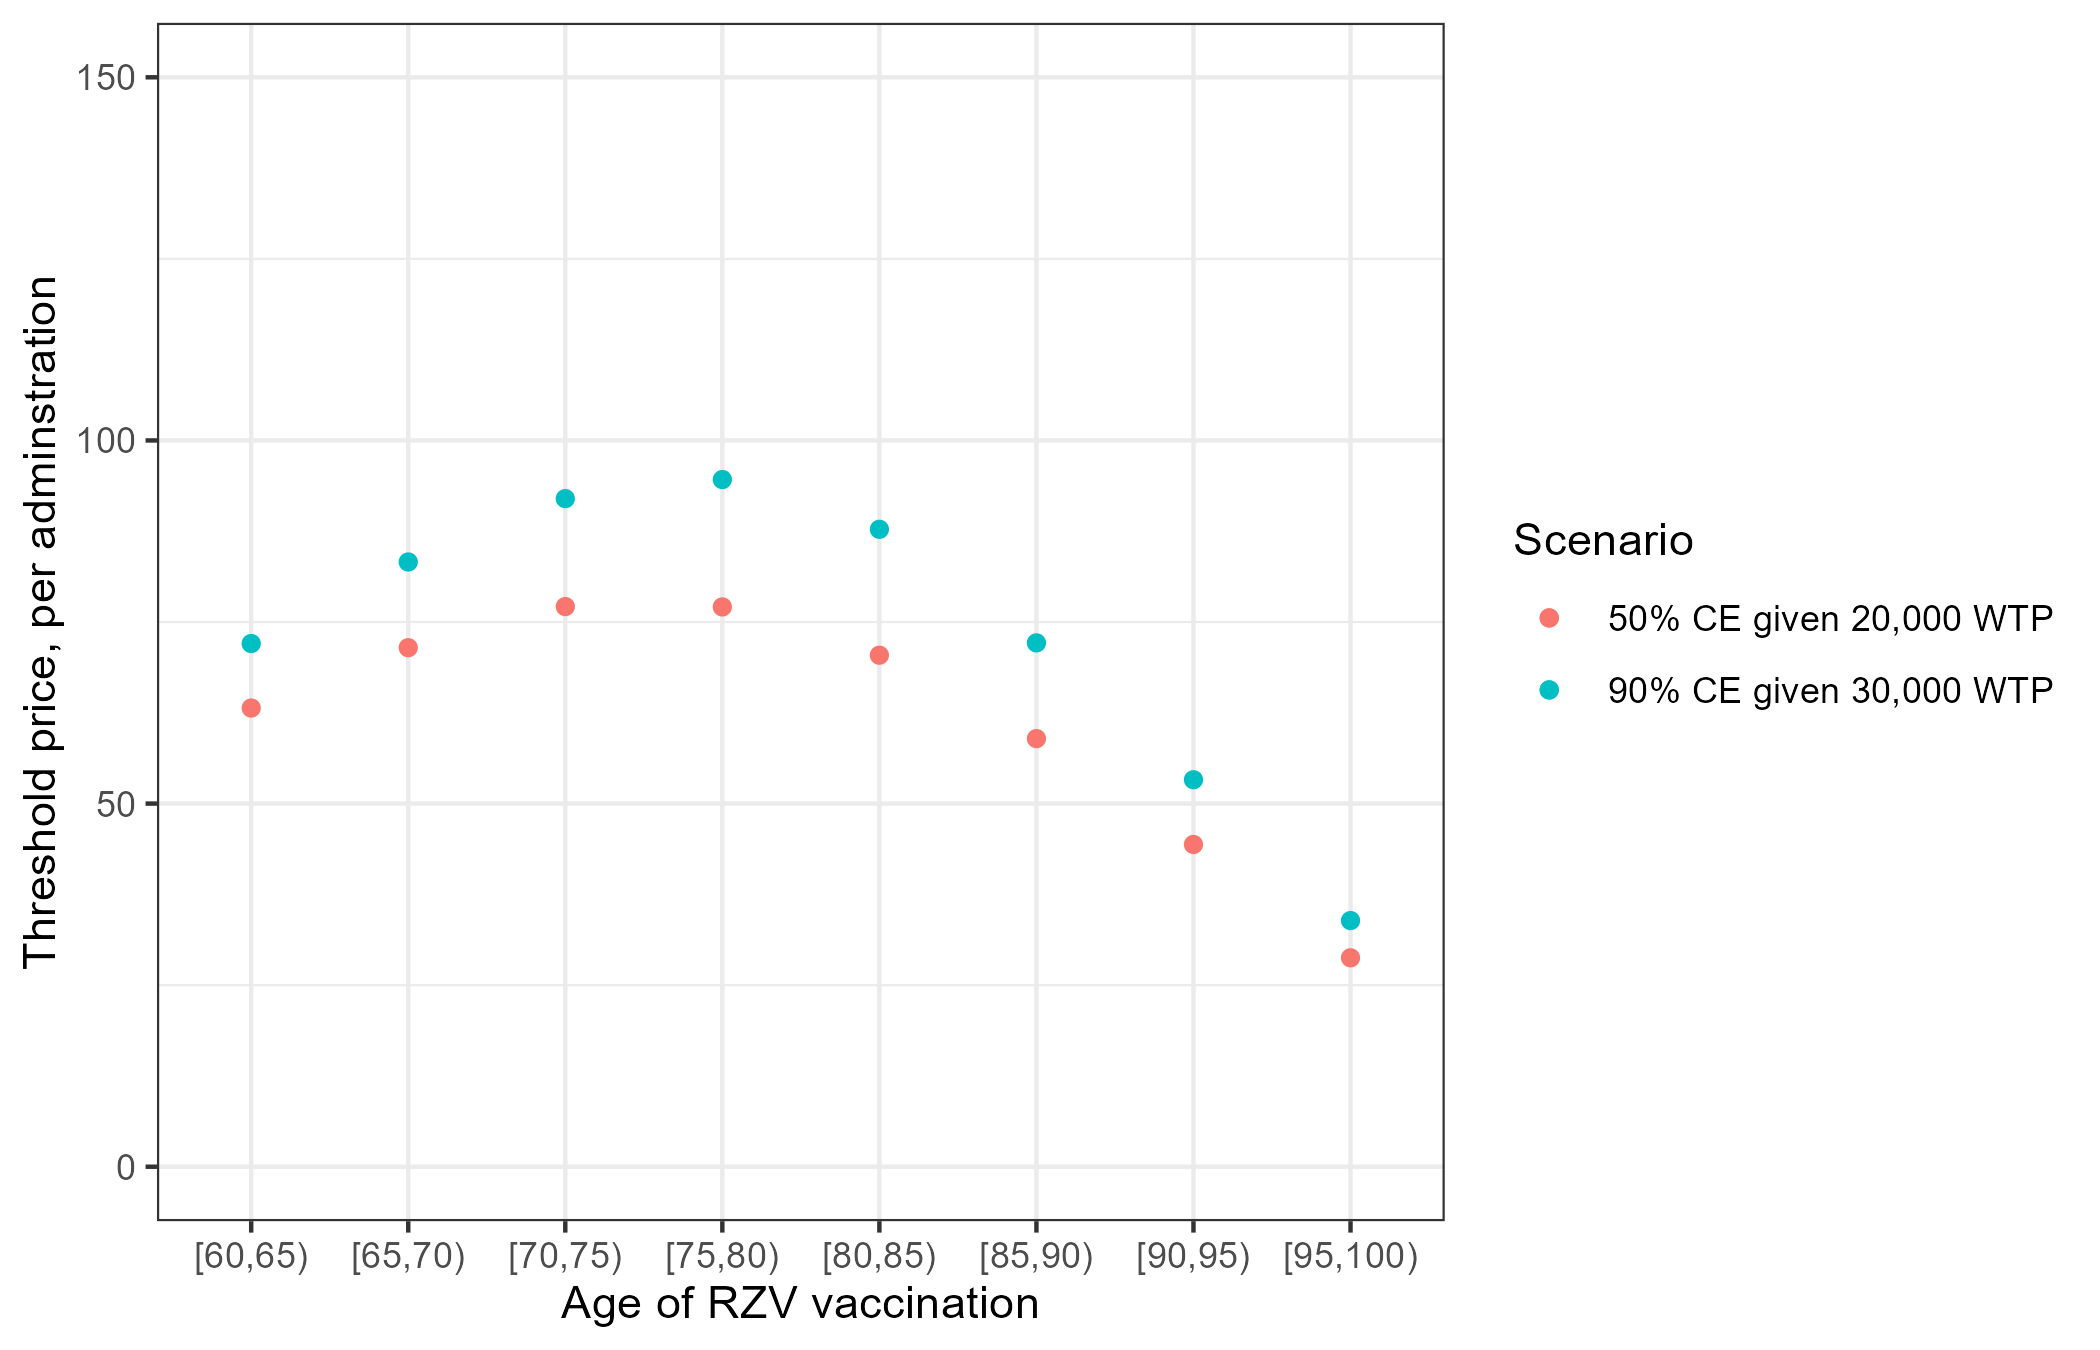 150
100
50
0
Threshold price, per adminstration
[60,65) [65,70) [70,75) [75,80) [80,85) [85,90) [90,95) [95,100)
Age of RZV vaccination
Scenario
50% CE given 20,000 WTP
90% CE given 30,000 WTP